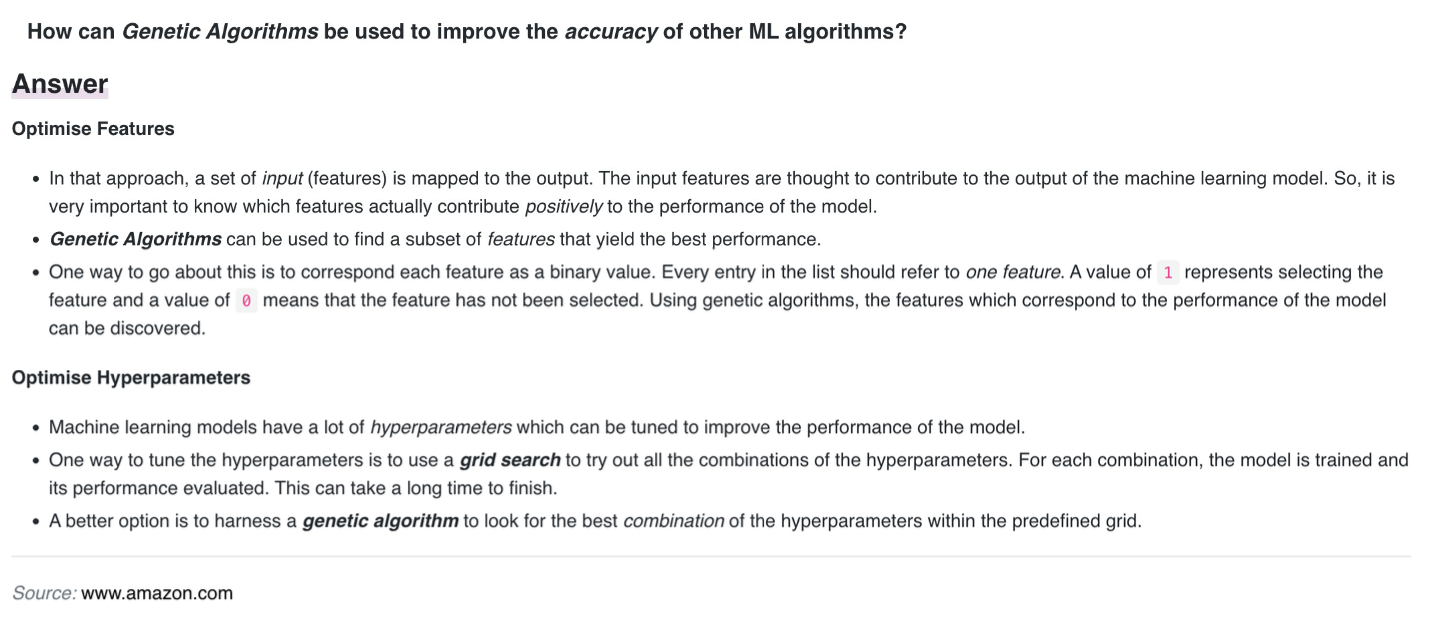 How can Genetic Algorithms be used to improve the accuracy of other ML algorithms?
Answer
Optimise Features
• In that approach, a set of input (features) is mapped to the output. The input features are thought to contribute to the output of the machine learning model. So, it is
very important to know which features actually contribute positively to the performance of the model.
• Genetic Algorithms can be used to find a subset of features that yield the best performance.
• One way to go about this is to correspond each feature as a binary value. Every entry in the list should refer to one feature. A value of 1 represents selecting the
feature and a value of 0 means that the feature has not been selected. Using genetic algorithms, the features which correspond to the performance of the model
can be discovered.
Optimise Hyperparameters
• Machine learning models have a lot of hyperparameters which can be tuned to improve the performance of the model.
• One way to tune the hyperparameters is to use a grid search to try out all the combinations of the hyperparameters. For each combination, the model is trained and
its performance evaluated. This can take a long time to finish.
• A better option is to harness a genetic algorithm to look for the best combination of the hyperparameters within the predefined grid.
Source: www.amazon.com